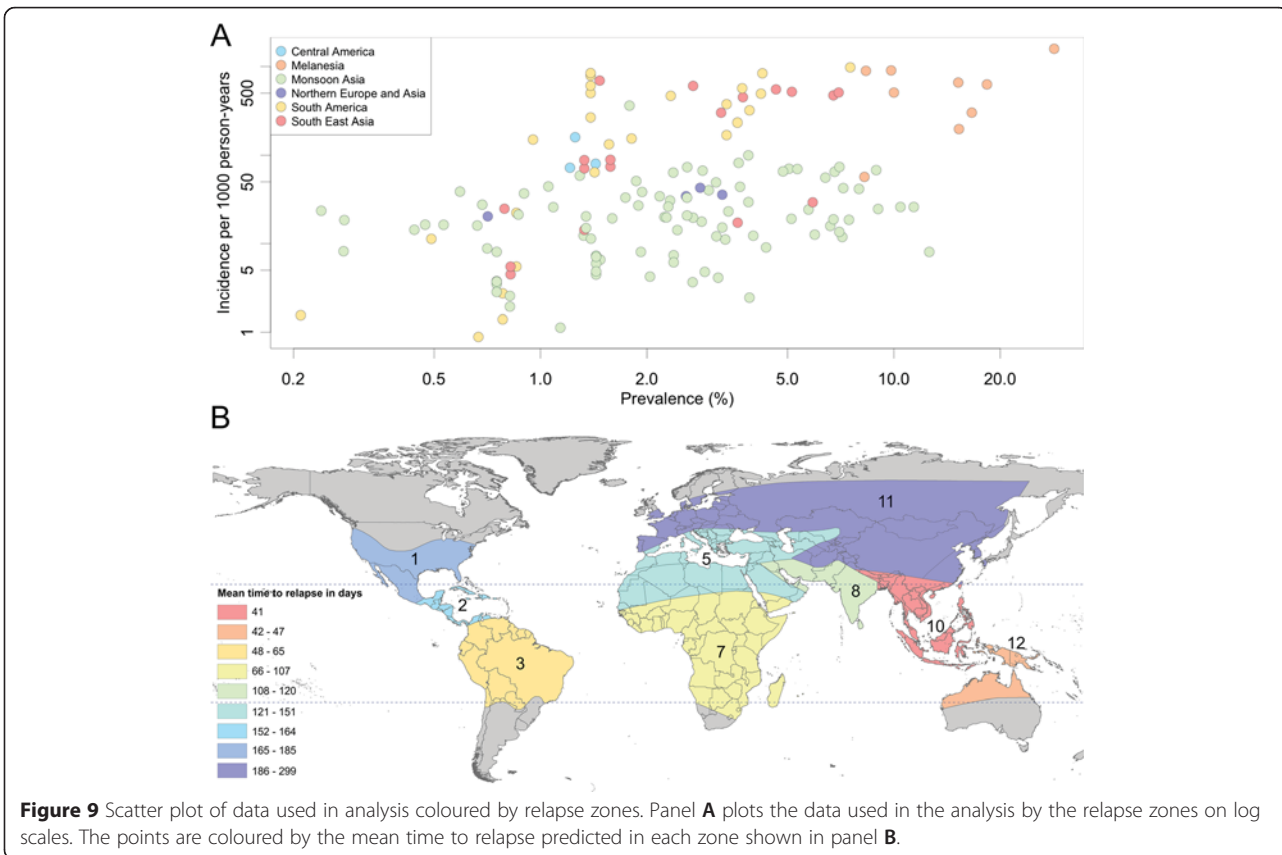 A
Central America
Melanesia
Monsoon Asia
Northern Europe and Asia
South America
South East Asia
Incidence per 1000 person-years
500
50
5
1
0.2 0.5 1.0 2.0 5.0 10.0 20.0
Prevalence (%)
B
1
2
3
5
7
8
10
11
12
Mean time to relapse in days
41
42 - 47
48 - 65
66 - 107
108 - 120
121 - 151
152 - 164
165 - 185
186 - 299
Figure 9 Scatter plot of data used in analysis coloured by relapse zones. Panel A plots the data used in the analysis by the relapse zones on log
scales. The points are coloured by the mean time to relapse predicted in each zone shown in panel B.